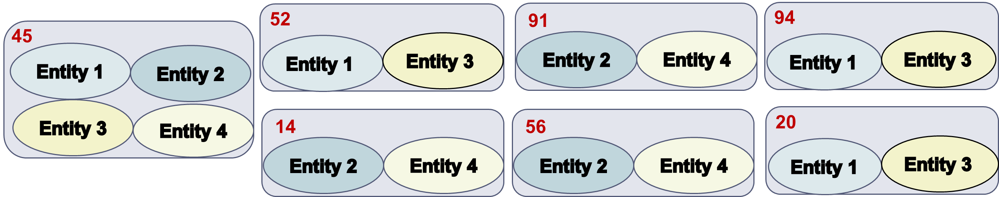 45
Entity 1 Entity 2
Entity 3 Entity 4
52
Entity 1 Entity 3
91
Entity 2 Entity 4
94
Entity 1 Entity 3
14
Entity 2 Entity 4
56
Entity 2 Entity 4
20
Entity 1 Entity 3